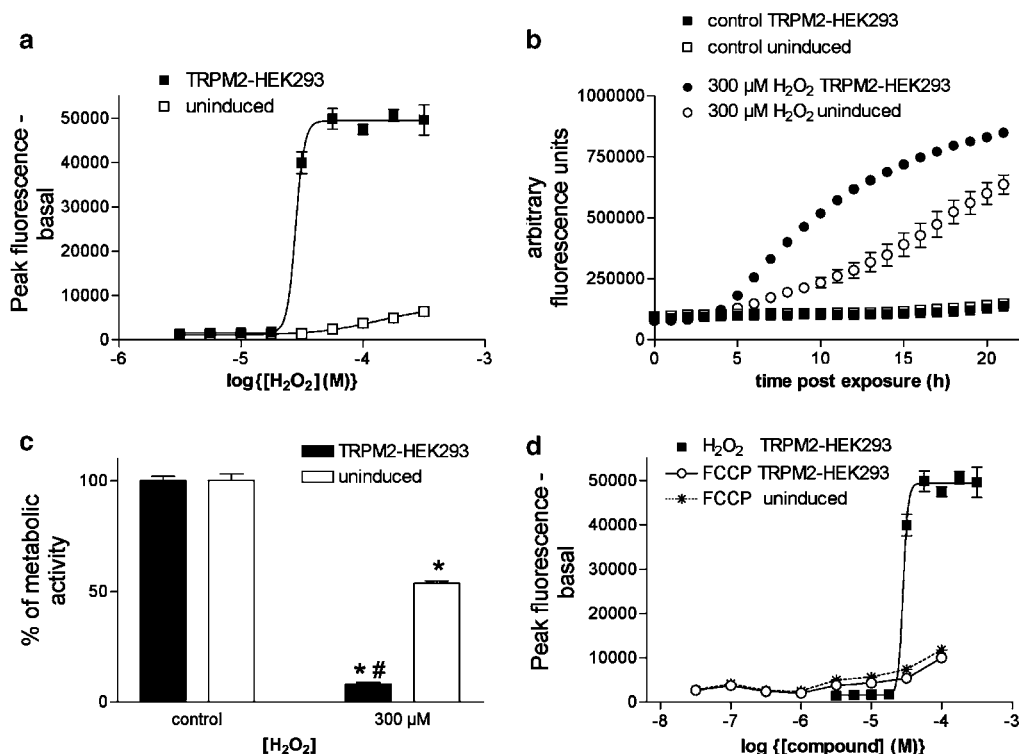 a
■ TRPM2-HEK293
□ uninduced
Peak fluorescence -
basal
50000
40000
30000
20000
10000
0
-6
-5
-4
-3
log{[H₂O₂](M)}
b
■ control TRPM2-HEK293
□ control uninduced
● 300 µM H₂O₂ TRPM2-HEK293
○ 300 µM H₂O₂ uninduced
arbitrary
fluorescence units
1000000
750000
500000
250000
0
0
5
10
15
20
time post exposure (h)
c
TRPM2-HEK293
uninduced
% of metabolic
activity
100
50
0
* #
*
control
300 µM
[H₂O₂]
d
■ H₂O₂ TRPM2-HEK293
FCCP TRPM2-HEK293
FCCP uninduced
Peak fluorescence -
basal
50000
40000
30000
20000
10000
0
-8
-7
-6
-5
-4
-3
log {[compound] (M)}